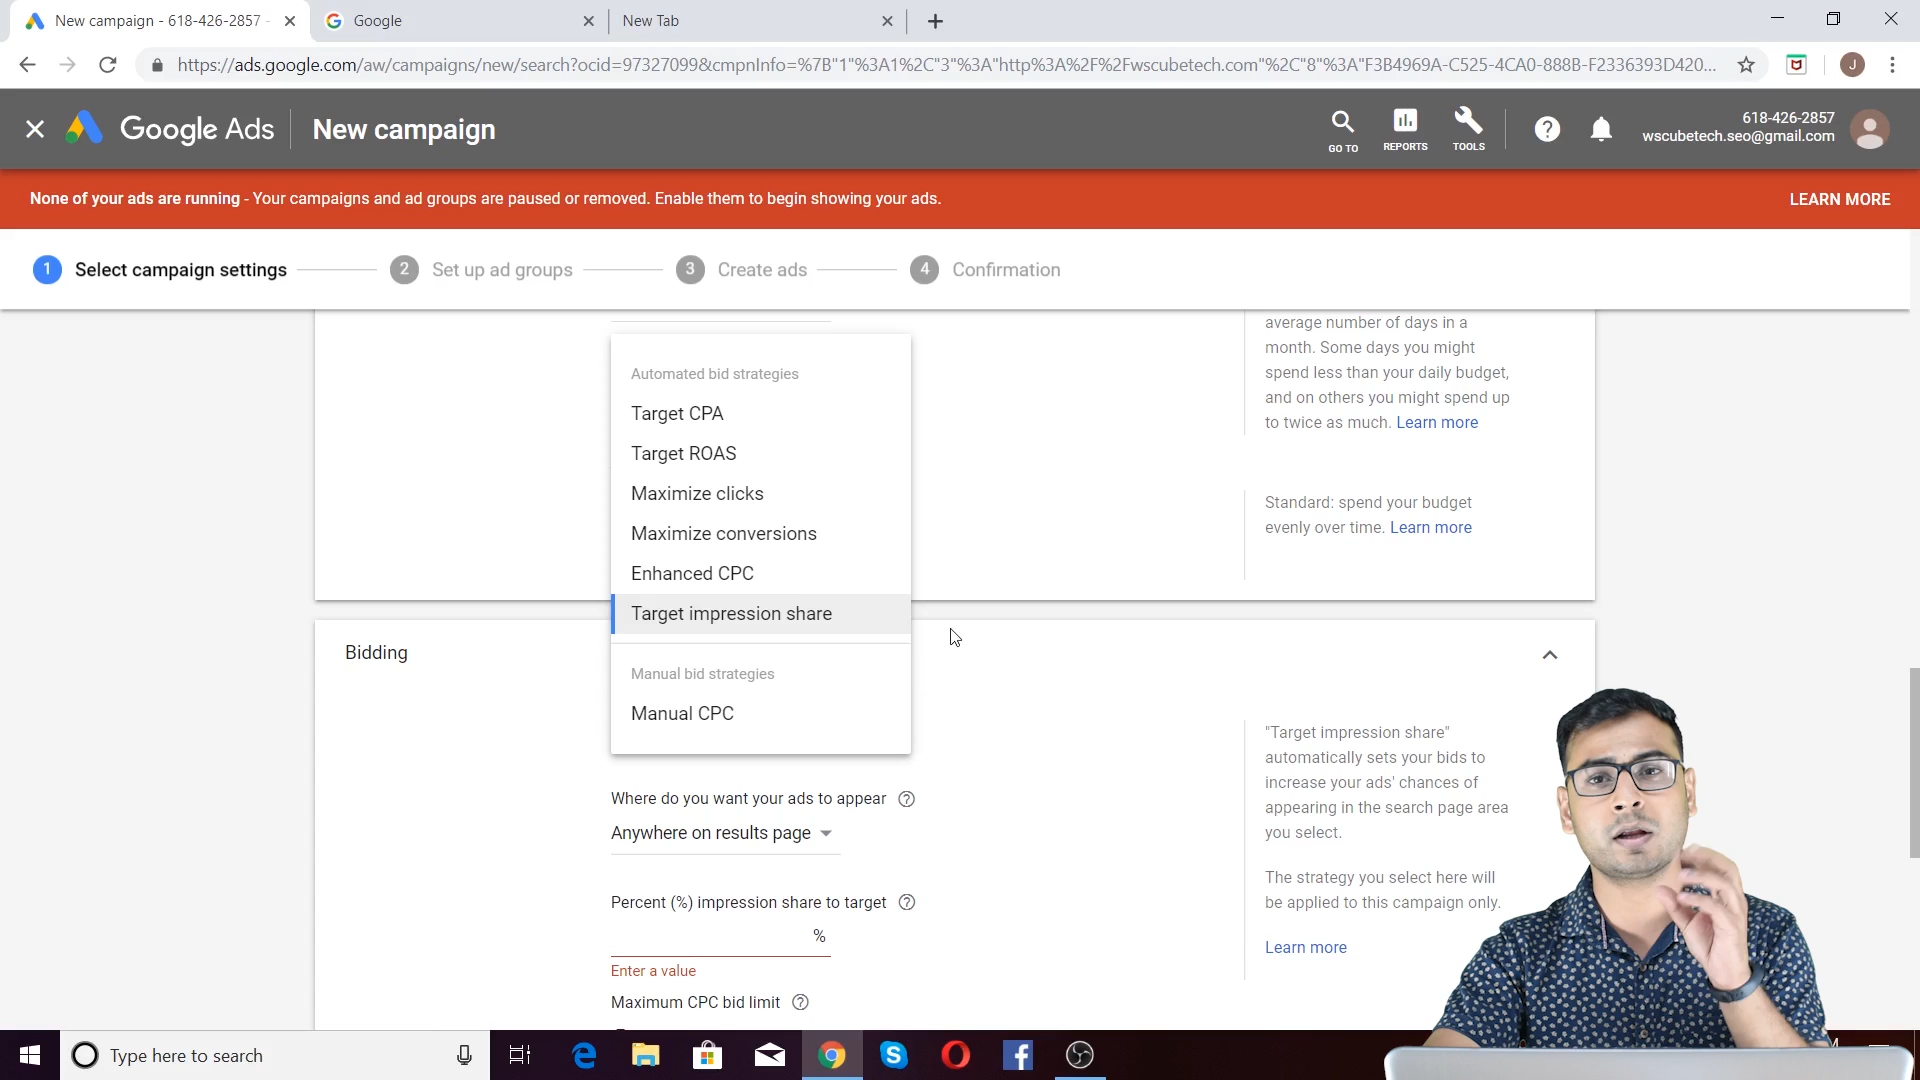 New campaign - 618-426-2857 -
Google
New Tab
https://ads.google.com/aw/campaigns/new/search?ocid=97327099&cmpnInfo=%7B"1"%3A1%2C"3"%3A"http%3A%2F%2Fwscubetech.com"%2C"8"%3A"F3B4969A-C525-4CA0-888B-F2336393D420...
J
Google Ads
New campaign
GO TO
REPORTS
TOOLS
618-426-2857
wscubetech.seo@gmail.com
None of your ads are running - Your campaigns and ad groups are paused or removed. Enable them to begin showing your ads.
LEARN MORE
1 Select campaign settings
2 Set up ad groups
3 Create ads
4 Confirmation
average number of days in a
month. Some days you might
spend less than your daily budget,
and on others you might spend up
to twice as much. Learn more
Standard: spend your budget
evenly over time. Learn more
Automated bid strategies
Target CPA
Target ROAS
Maximize clicks
Maximize conversions
Enhanced CPC
Target impression share
Manual bid strategies
Manual CPC
Bidding
"Target impression share"
automatically sets your bids to
increase your ads' chances of
appearing in the search page area
you select.
The strategy you select here will
be applied to this campaign only.
Learn more
Where do you want your ads to appear
Anywhere on results page
Percent (%) impression share to target
%
Enter a value
Maximum CPC bid limit
Type here to search